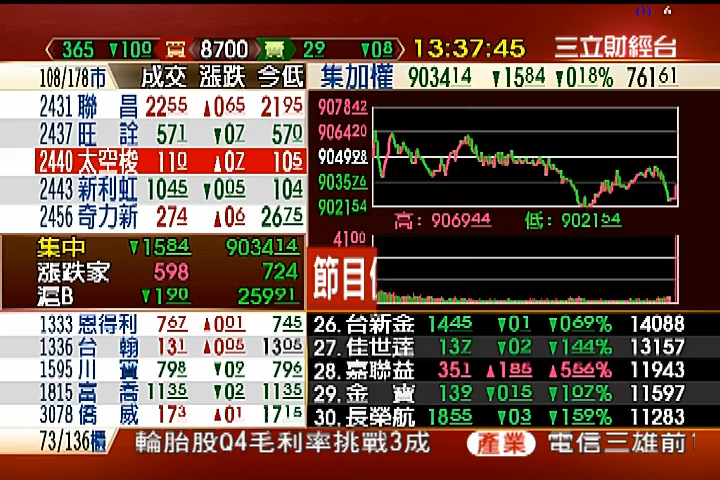 365 ▼100 買 8700 賣 29 ▼08 13:37:45 三立財經台
108/178市 成交 漲跌 今低
2431 聯昌 2255 ▲065 2195
2437 旺詮 571 ▼07 570
2440 太空梭 110 ▲07 105
2443 新利虹 1045 ▼005 104
2456 奇力新 274 ▲06 2675
集中 ▼1584 903414
漲跌家 598 724
滬B ▼190 25991
集加權 903414 ▼1584 ▼018% 76161
907842
906420
904998
903576
902154
高: 906944 低: 902154
4100
節目
1333 恩得利 767 ▲001 745
1336 台翰 131 ▲005 1305
1595 川寶 798 ▼02 796
1815 富喬 1135 ▼02 1135
3078 僑威 173 ▲01 1715
26. 台新金 1445 ▼01 ▼069% 14088
27. 佳世達 137 ▼02 ▼144% 13157
28. 嘉聯益 351 ▲185 ▲556% 11943
29. 金寶 139 ▼015 ▼107% 11597
30. 長榮航 1855 ▼03 ▼159% 11283
73/136櫃 輪胎股Q4毛利率挑戰3成 產業 電信三雄前